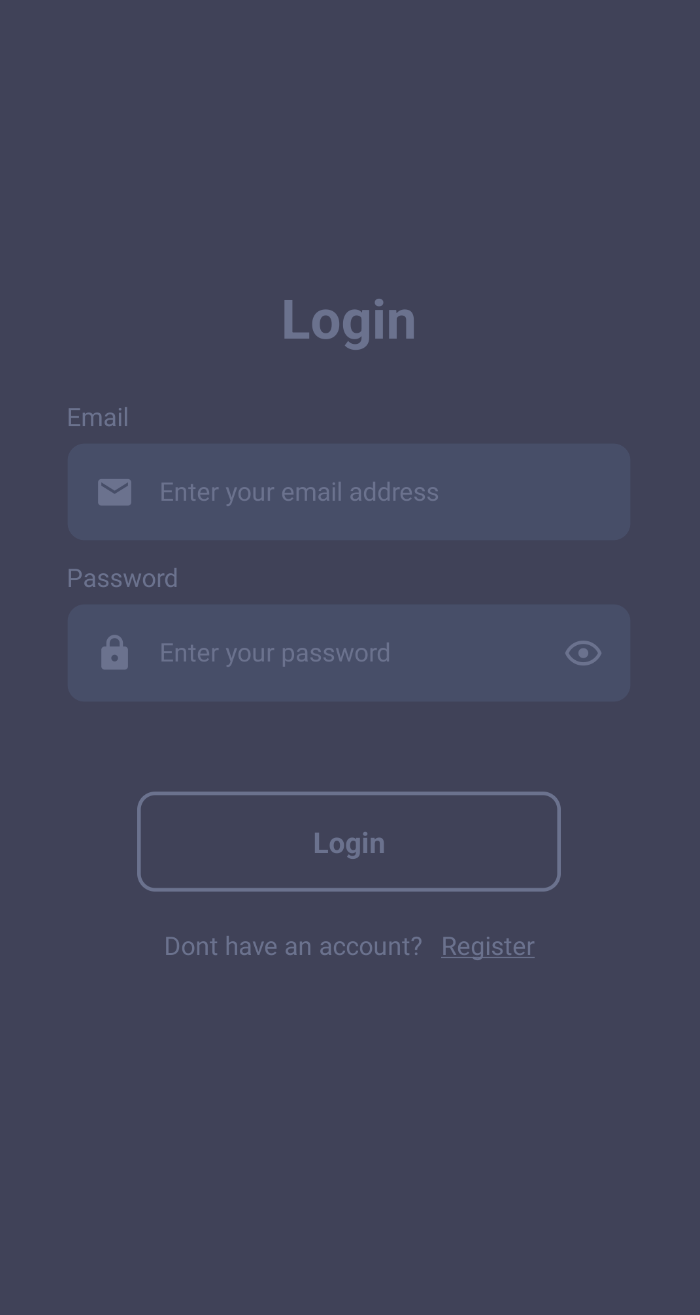 Login
Email
Enter your email address
Password
Enter your password
Login
Dont have an account? Register